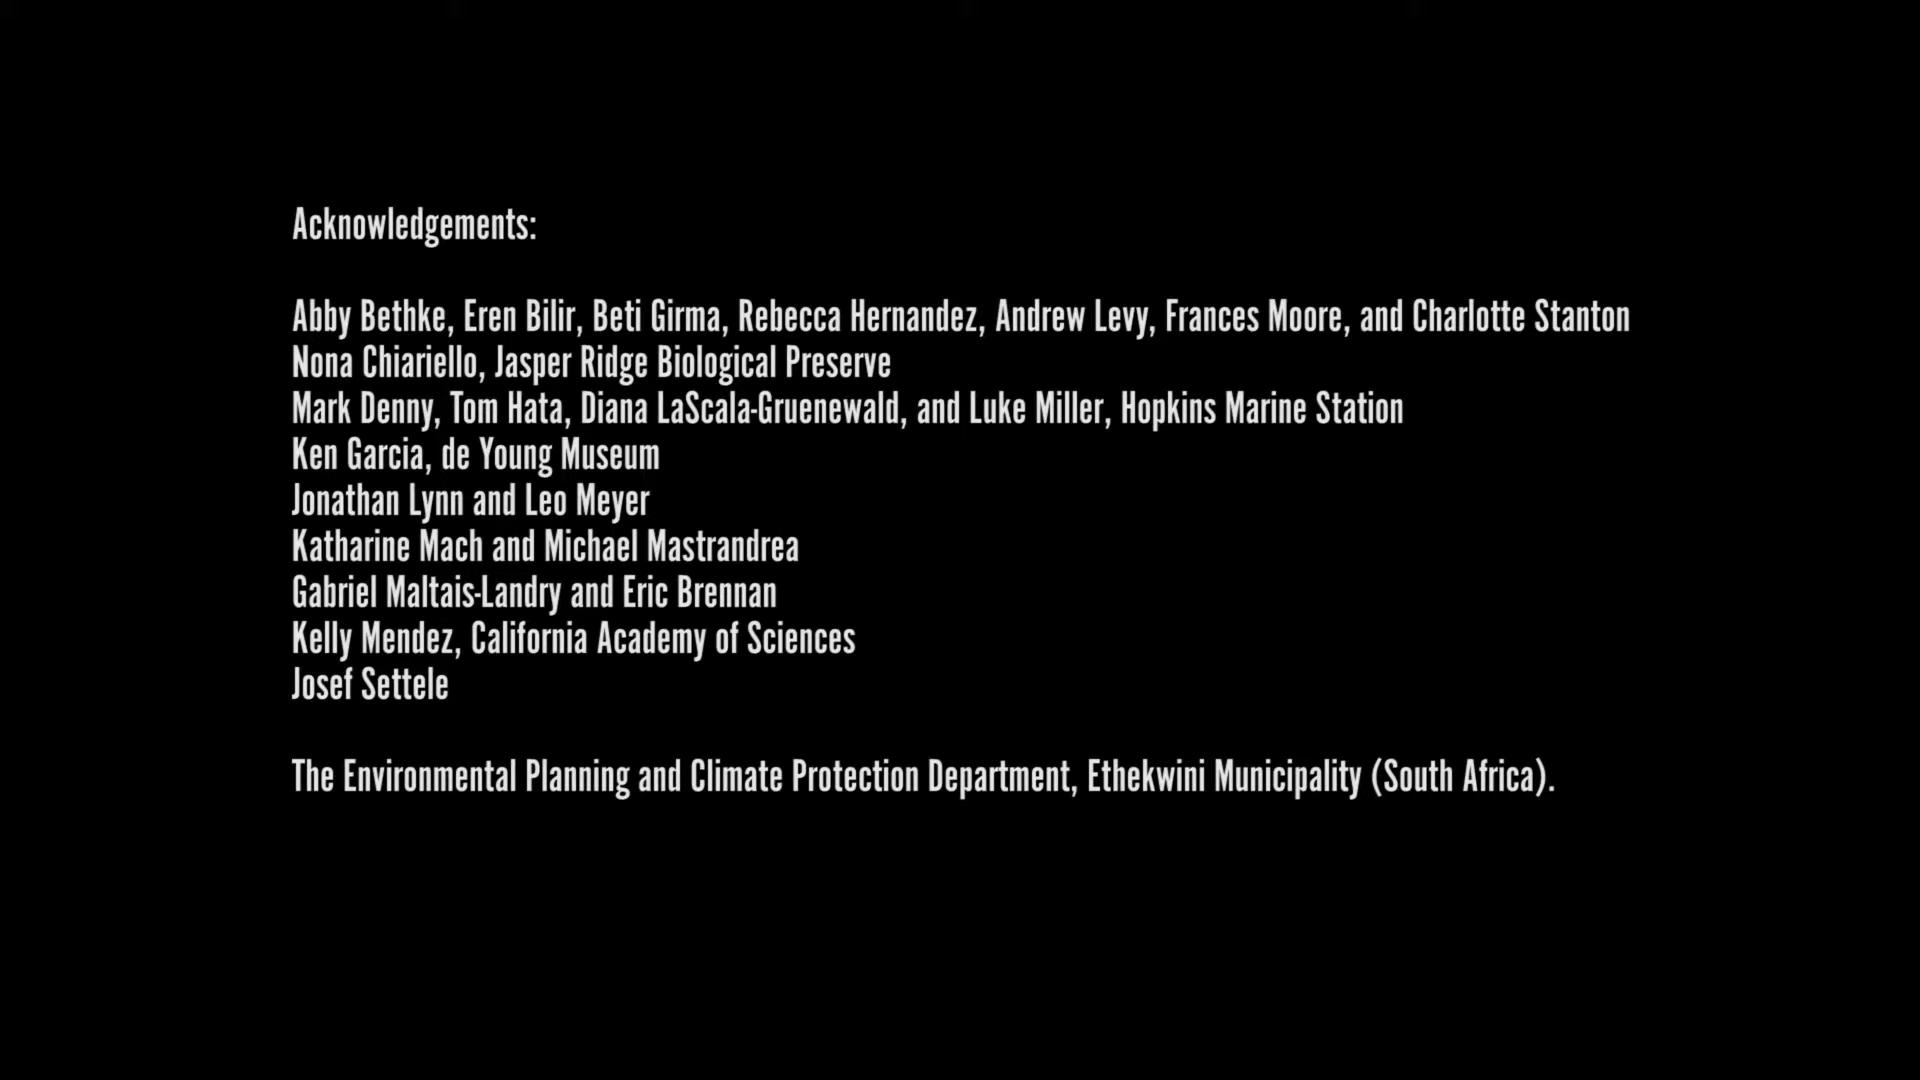 Acknowledgements:
Abby Bethke, Eren Bilir, Beti Girma, Rebecca Hernandez, Andrew Levy, Frances Moore, and Charlotte Stanton
Nona Chiariello, Jasper Ridge Biological Preserve
Mark Denny, Tom Hata, Diana LaScala-Gruenewald, and Luke Miller, Hopkins Marine Station
Ken Garcia, de Young Museum
Jonathan Lynn and Leo Meyer
Katharine Mach and Michael Mastrandrea
Gabriel Maltais-Landry and Eric Brennan
Kelly Mendez, California Academy of Sciences
Josef Settele
The Environmental Planning and Climate Protection Department, Ethekwini Municipality (South Africa).